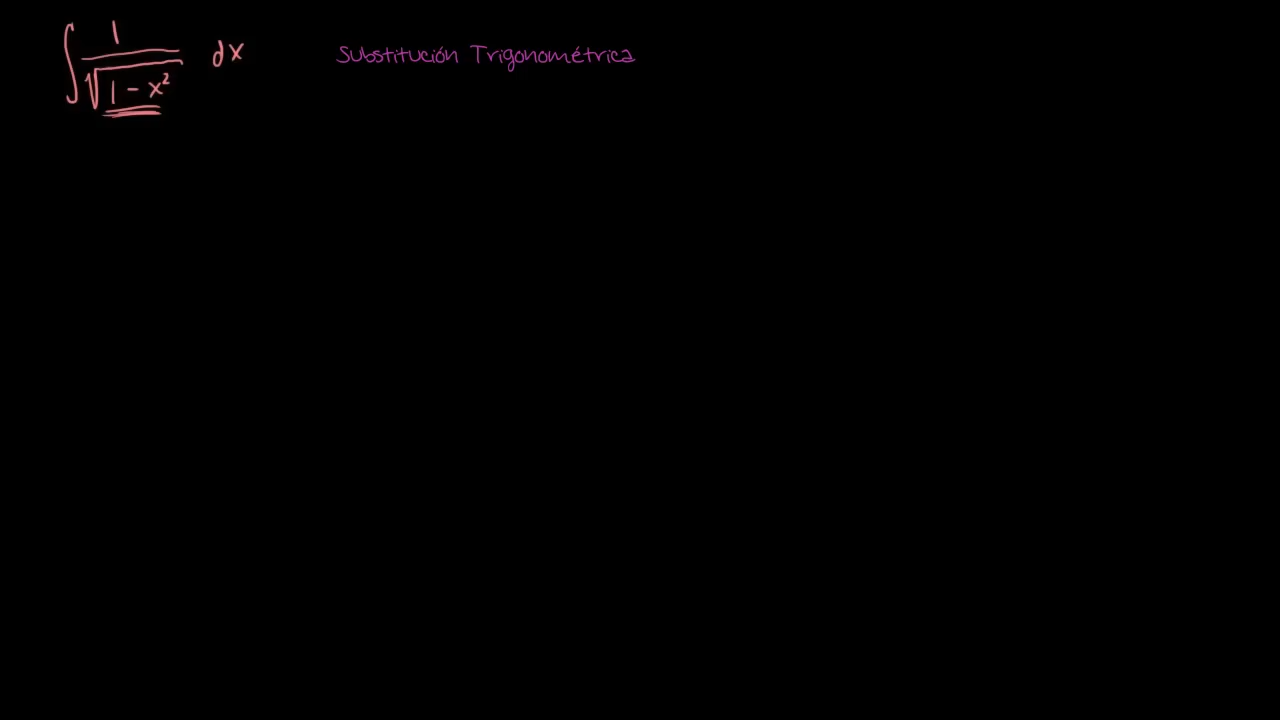 ∫ 1/√(1 - x²) dx Substitución Trigonométrica